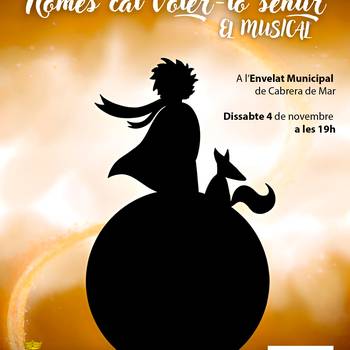 Només cal voler-lo sentir
EL MUSICAL
A l'Envelat Municipal
de Cabrera de Mar
Dissabte 4 de novembre
a les 19h